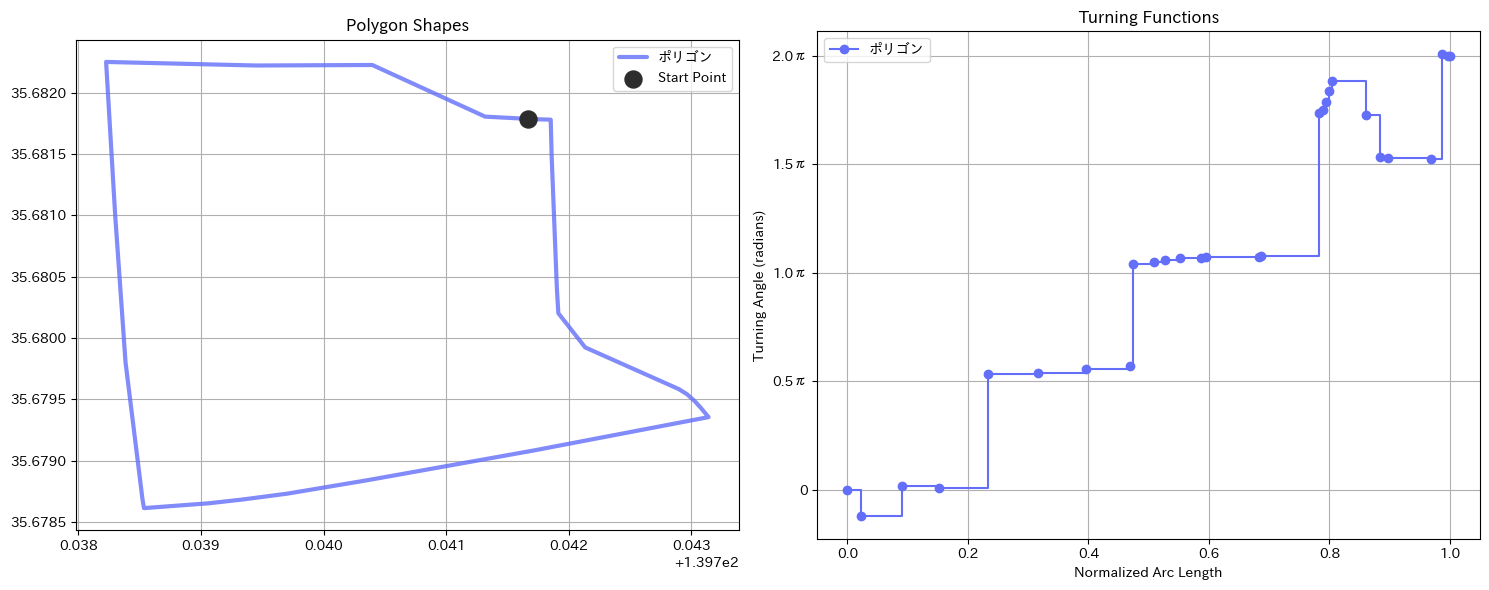 Polygon Shapes
ポリゴン
Start Point
35.6820
35.6815
35.6810
35.6805
35.6800
35.6795
35.6790
35.6785
0.038 0.039 0.040 0.041 0.042 0.043
+1.397e2
Turning Functions
ポリゴン
Turning Angle (radians)
2.0π
1.5π
1.0π
0.5π
0
0.0 0.2 0.4 0.6 0.8 1.0
Normalized Arc Length